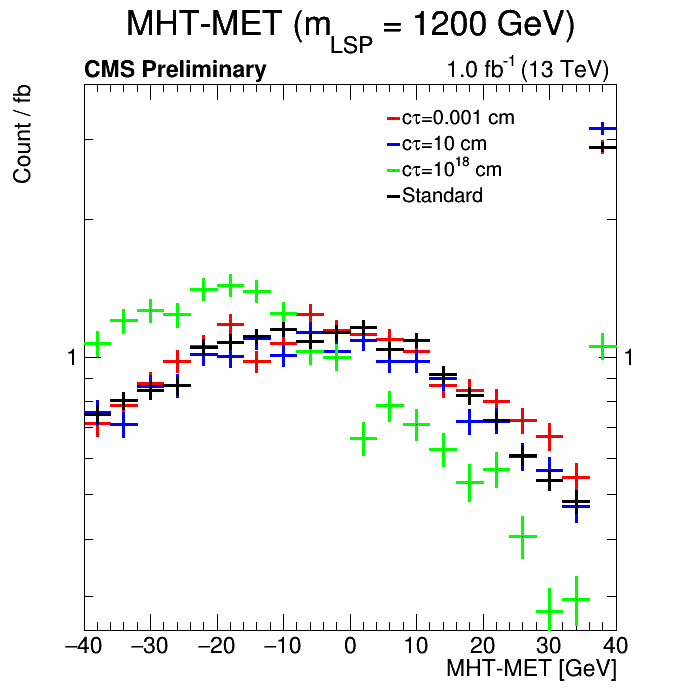 MHT-MET (m_LSP = 1200 GeV)
CMS Preliminary 1.0 fb⁻¹ (13 TeV)
Count / fb
cτ=0.001 cm
cτ=10 cm
cτ=10¹⁸ cm
Standard
1 1
−40 −30 −20 −10 0 10 20 30 40
MHT-MET [GeV]